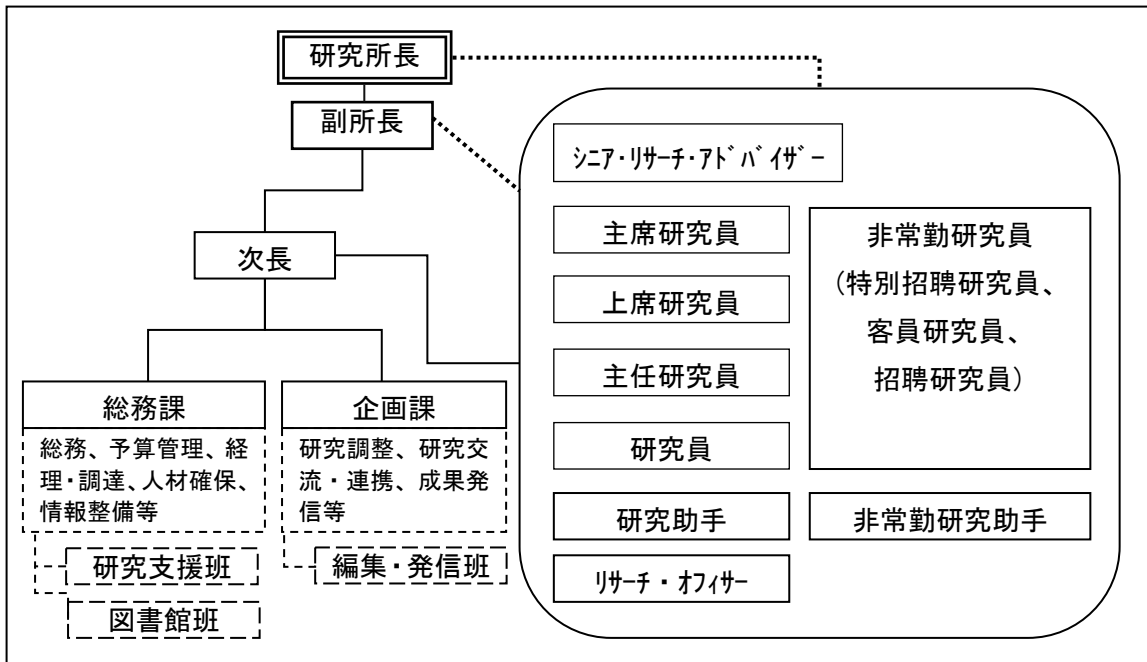 研究所長
副所長
次長
総務課
総務、予算管理、経
理・調達、人材確保、
情報整備等
研究支援班
図書館班
企画課
研究調整、研究交
流・連携、成果発
信等
編集・発信班
ｼﾆｱ・ﾘｻｰﾁ・ｱﾄﾞﾊﾞｲｻﾞｰ
主席研究員
上席研究員
主任研究員
研究員
研究助手
ﾘｻｰﾁ・ｵﾌｨｻｰ
非常勤研究員
（特別招聘研究員、
客員研究員、
招聘研究員）
非常勤研究助手